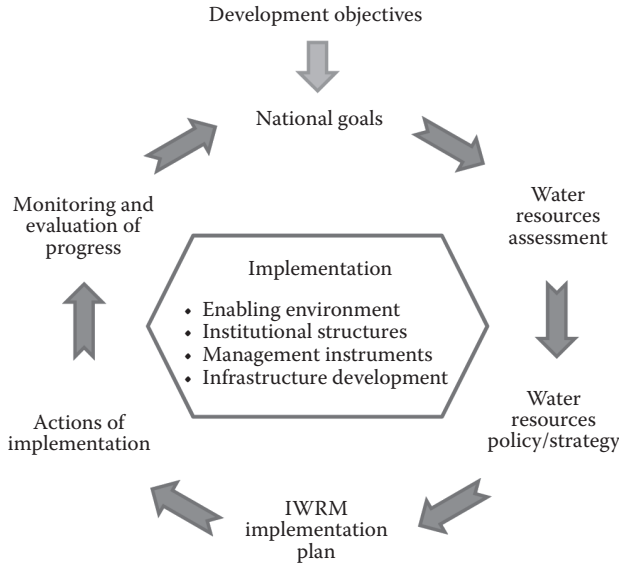 Development objectives
National goals
Water
resources
assessment
Water
resources
policy/strategy
IWRM
implementation
plan
Actions of
implementation
Monitoring and
evaluation of
progress
Implementation
• Enabling environment
• Institutional structures
• Management instruments
• Infrastructure development